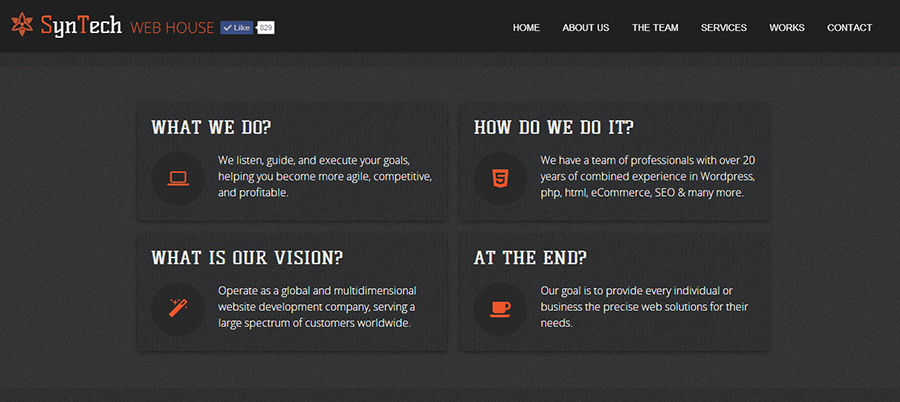 SynTech WEB HOUSE Like 829
HOME ABOUT US THE TEAM SERVICES WORKS CONTACT
WHAT WE DO?
We listen, guide, and execute your goals,
helping you become more agile, competitive,
and profitable.
HOW DO WE DO IT?
We have a team of professionals with over 20
years of combined experience in Wordpress,
php, html, eCommerce, SEO & many more.
WHAT IS OUR VISION?
Operate as a global and multidimensional
website development company, serving a
large spectrum of customers worldwide.
AT THE END?
Our goal is to provide every individual or
business the precise web solutions for their
needs.